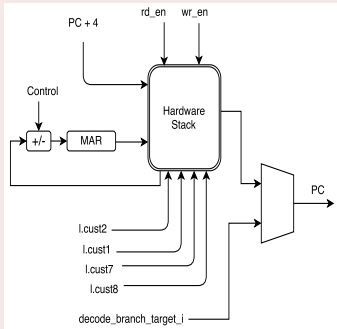 rd_en
wr_en
PC + 4
Control
Hardware
Stack
+/-
MAR
PC
l.cust2
l.cust1
l.cust7
l.cust8
decode_branch_target_i